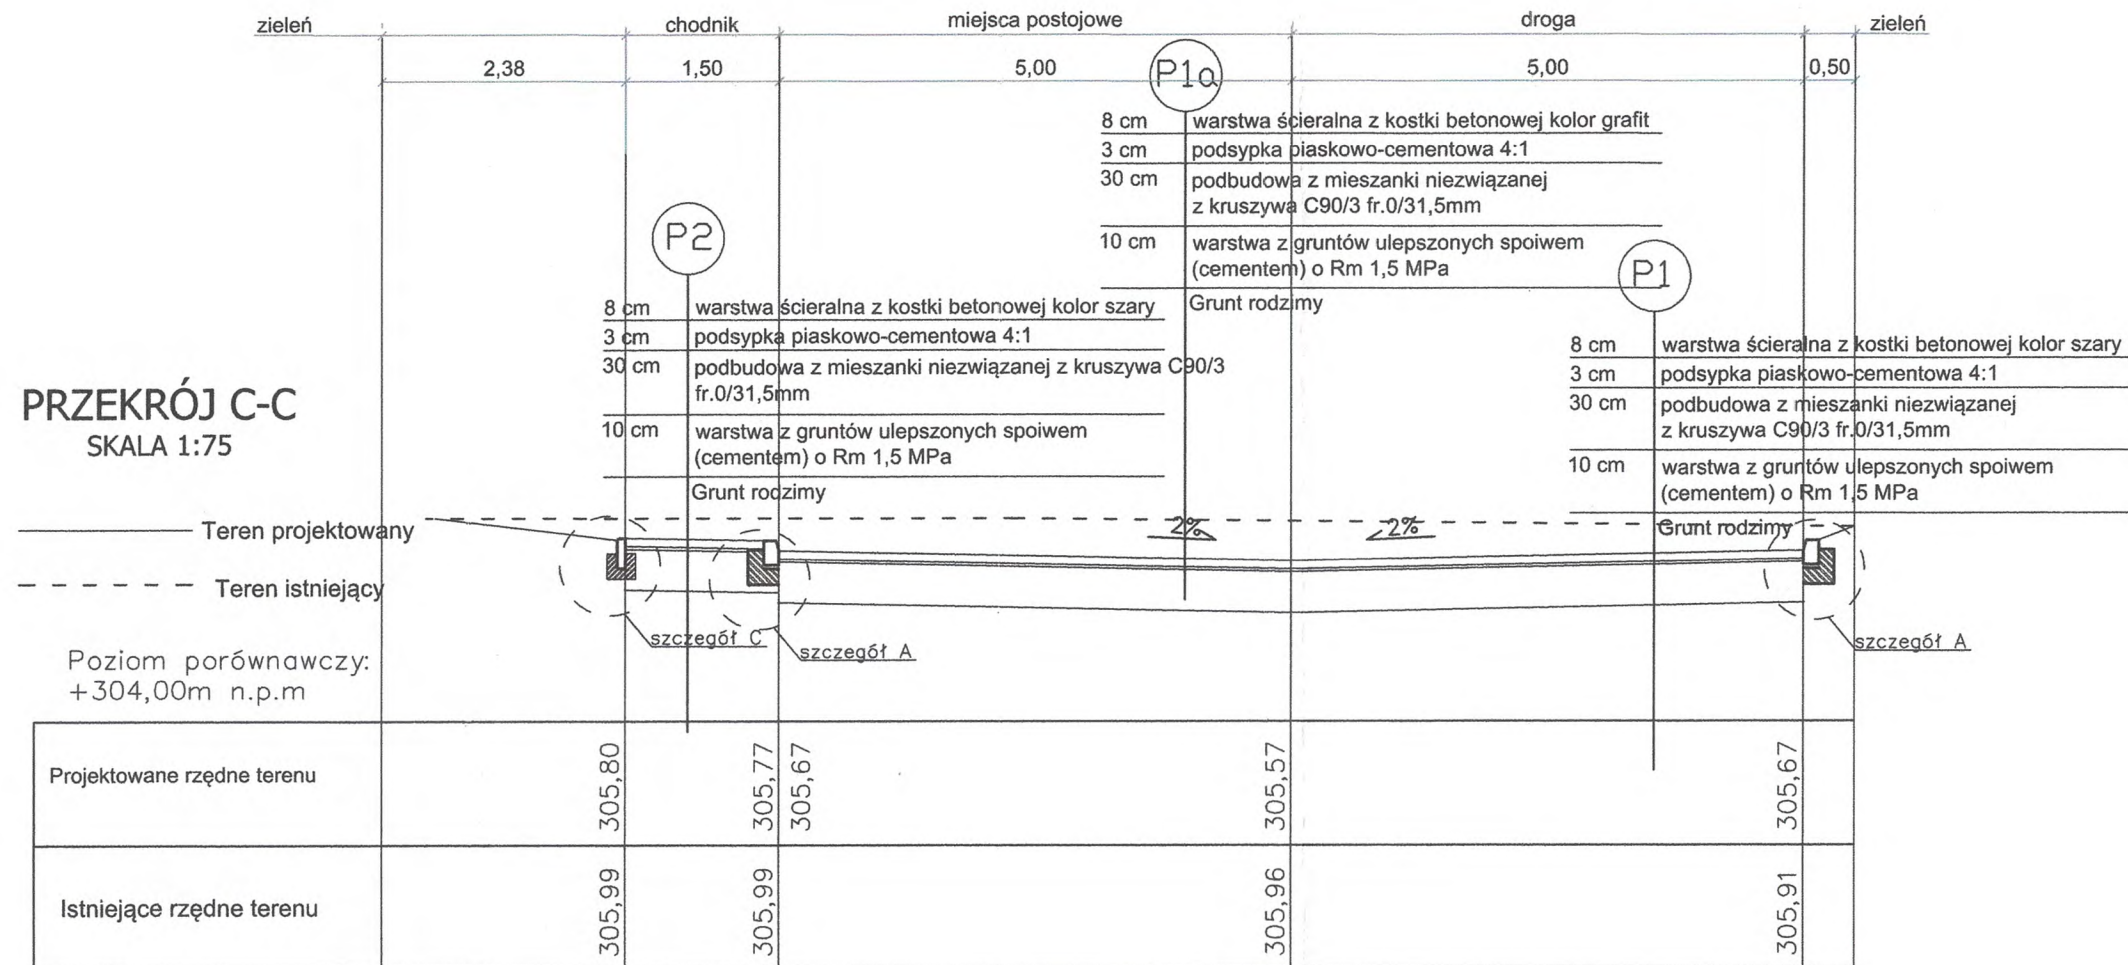 zieleń
chodnik
miejsca postojowe
droga
zieleń
2,38
1,50
5,00
5,00
0,50
P1a
8 cm warstwa ścieralna z kostki betonowej kolor grafit
3 cm podsypka piaskowo-cementowa 4:1
30 cm podbudowa z mieszanki niezwiązanej
z kruszywa C90/3 fr.0/31,5mm
10 cm warstwa z gruntów ulepszonych spoiwem
(cementem) o Rm 1,5 MPa
Grunt rodzimy
P2
8 cm warstwa ścieralna z kostki betonowej kolor szary
3 cm podsypka piaskowo-cementowa 4:1
30 cm podbudowa z mieszanki niezwiązanej z kruszywa C90/3
fr.0/31,5mm
10 cm warstwa z gruntów ulepszonych spoiwem
(cementem) o Rm 1,5 MPa
Grunt rodzimy
P1
8 cm warstwa ścieralna z kostki betonowej kolor szary
3 cm podsypka piaskowo-cementowa 4:1
30 cm podbudowa z mieszanki niezwiązanej
z kruszywa C90/3 fr.0/31,5mm
10 cm warstwa z gruntów ulepszonych spoiwem
(cementem) o Rm 1,5 MPa
Grunt rodzimy
PRZEKRÓJ C-C
SKALA 1:75
Teren projektowany
Teren istniejący
2%
2%
szczegół C
szczegół A
szczegół A
Poziom porównawczy:
+304,00m n.p.m
Projektowane rzędne terenu
305,80
305,77
305,67
305,57
305,67
Istniejące rzędne terenu
305,99
305,99
305,96
305,91